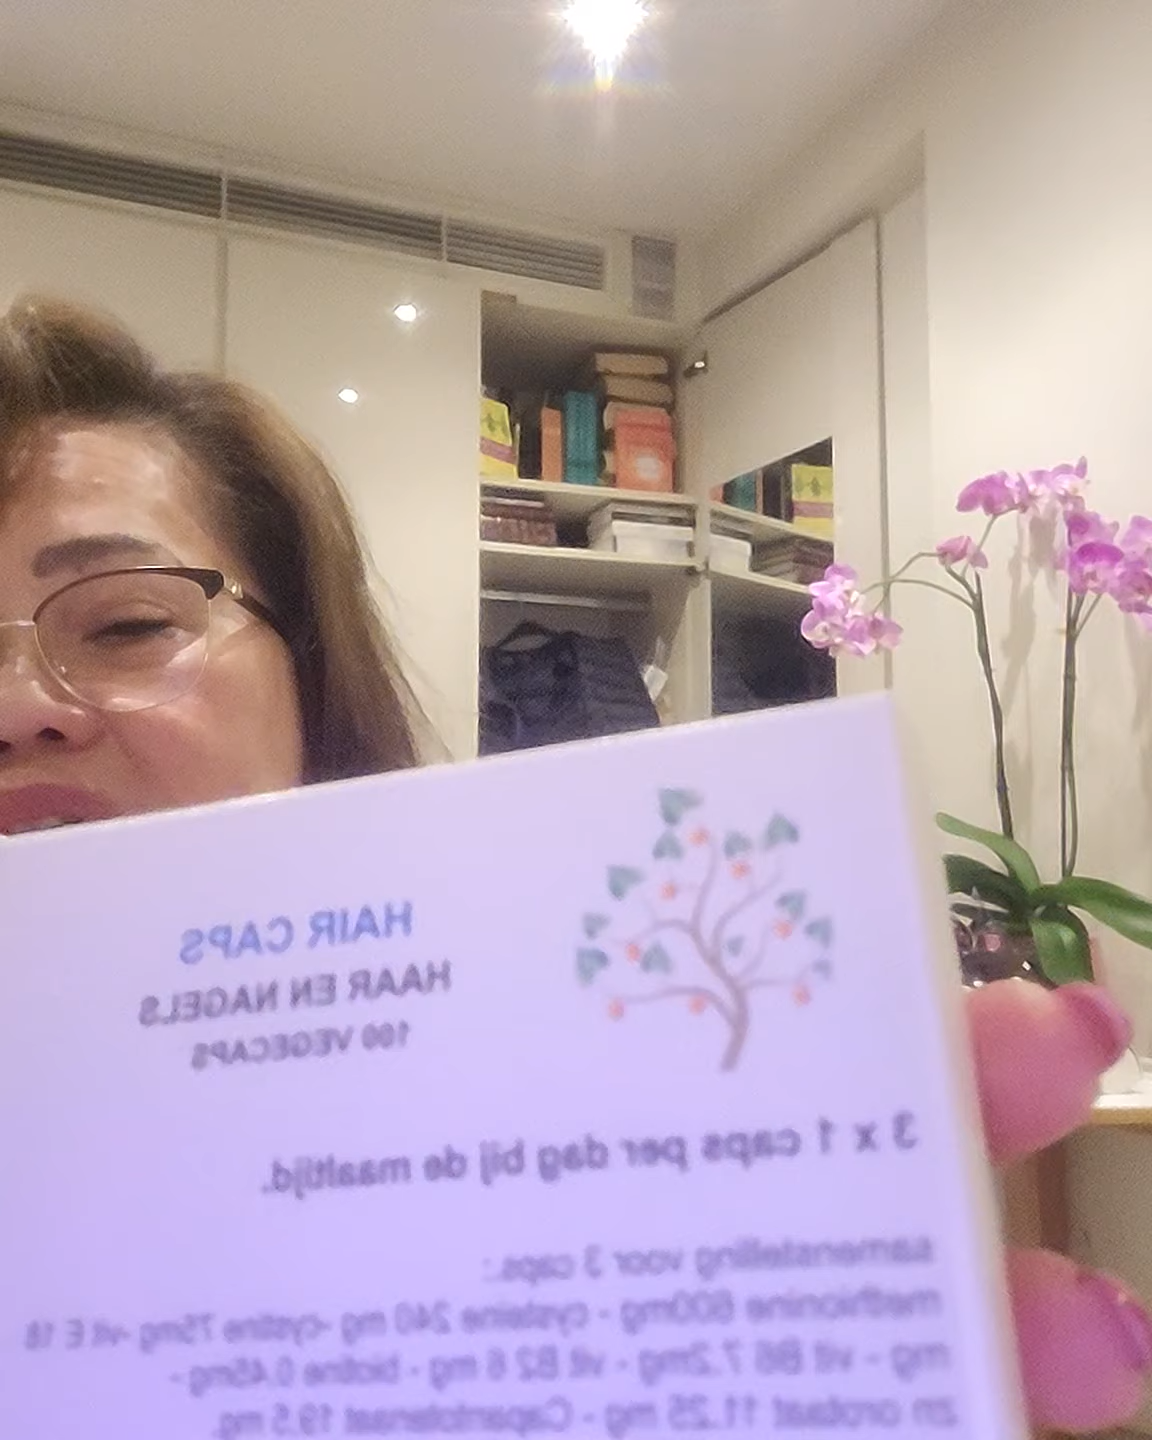 HAIR CAPS
HAAR EN NAGELS
100 VEGECAPS
3 x 1 caps per dag bij de maaltijd.
samenstelling voor 3 caps.:
methionine 600mg - cysteine 240 mg -cystine 75mg -vit E 18
mg - vit B6 7.2mg - vit B2 6 mg - biotine 0.45mg -
zn orotaat 11.25 mg - Capantotenaat 19.5 mg.